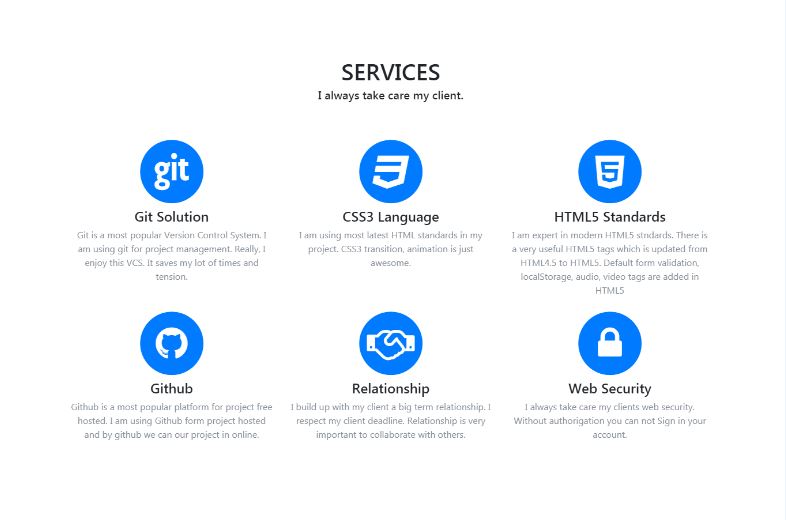 SERVICES
I always take care my client.
git
Git Solution
Git is a most popular Version Control System. I
am using git for project management. Really, I
enjoy this VCS. It saves my lot of times and
tension.
CSS3 Language
I am using most latest HTML standards in my
project. CSS3 transition, animation is just
awesome.
5
HTML5 Standards
I am expert in modern HTML5 stndards. There is
a very useful HTML5 tags which is updated from
HTML4.5 to HTML5. Default form validation,
localStorage, audio, video tags are added in
HTML5
Github
Github is a most popular platform for project free
hosted. I am using Github form project hosted
and by github we can our project in online.
Relationship
I build up with my client a big term relationship. I
respect my client deadline. Relationship is very
important to collaborate with others.
Web Security
I always take care my clients web security.
Without authorigation you can not Sign in your
account.